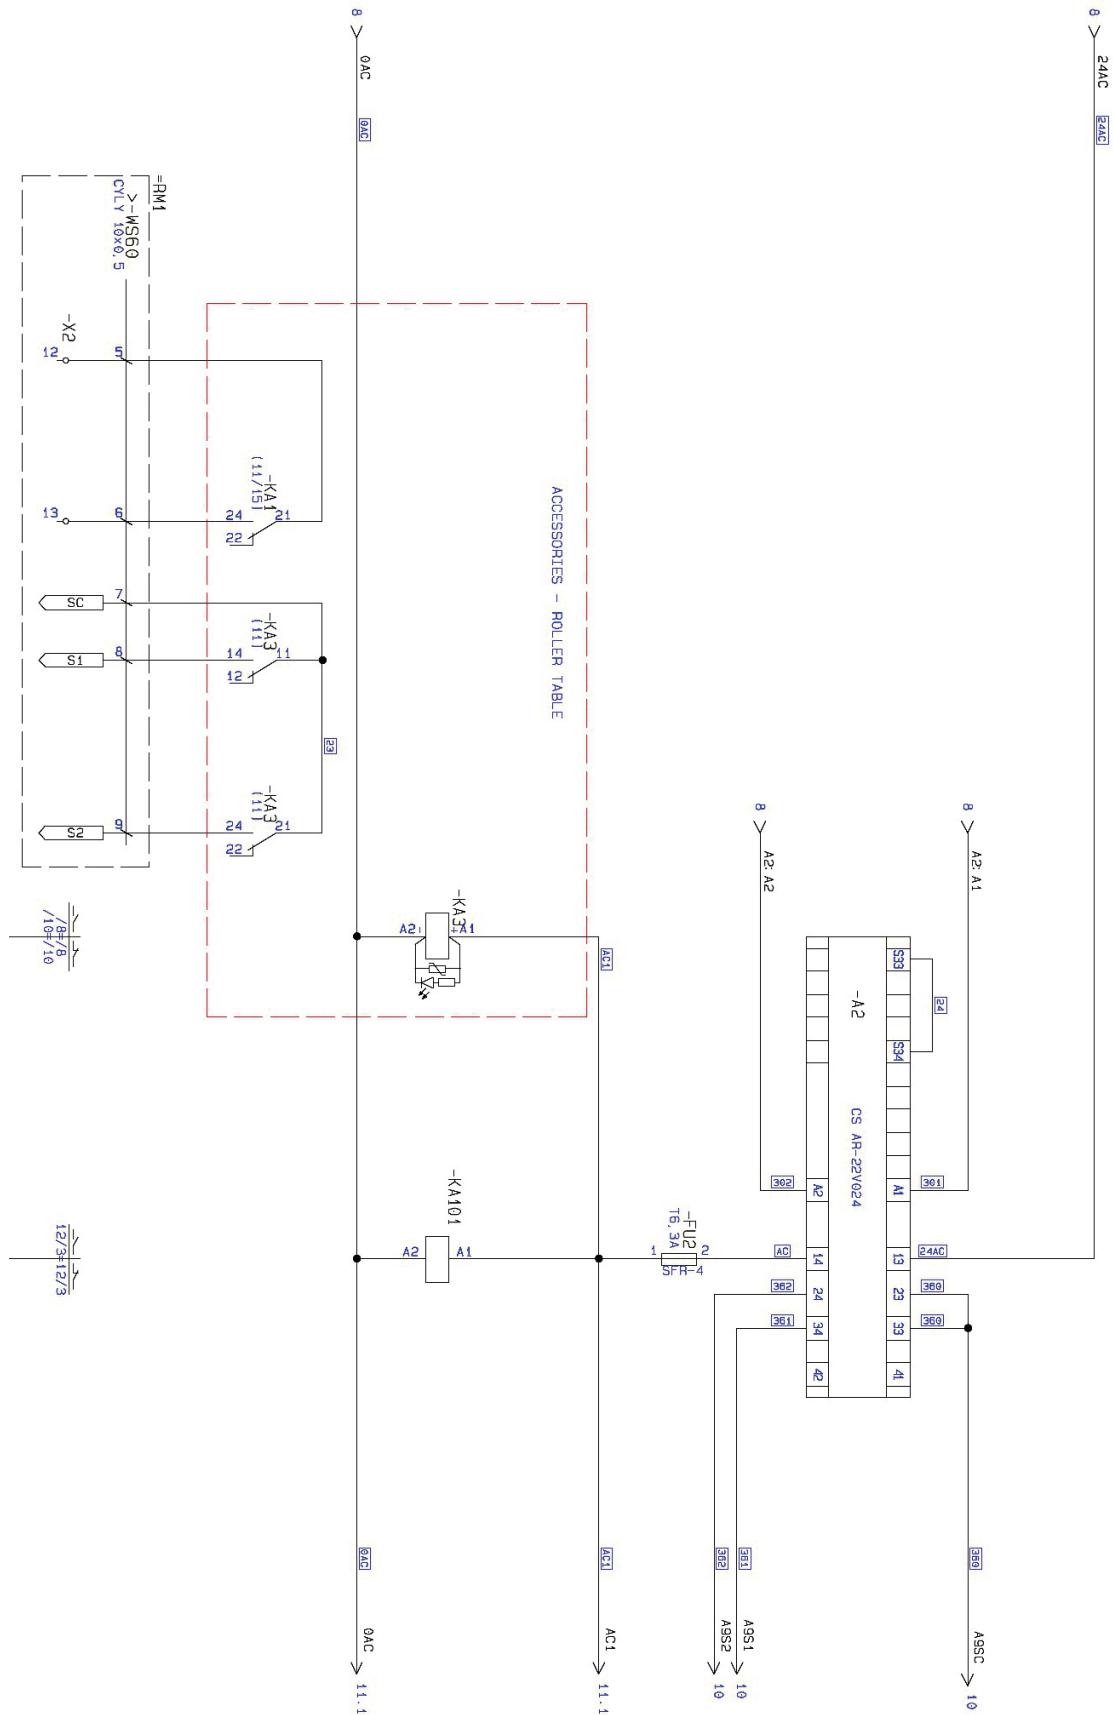 8
0AC
0AC
8
24AC
24AC
=RM1
>-WS60
CYLY 10x0,5
-X2
12
5
13
6
-KA1
(11/15)
24
21
22
SC
7
S1
8
-KA3
(11)
14
11
12
23
S2
9
-KA3
(11)
24
21
22
ACCESSORIES - ROLLER TABLE
8
A2: A2
8
A2: A1
-KA3
A2
-
+
A1
AC1
/8=/8
/10=/10
-A2
CS AR-22V024
S33
S34
24
302
A2
A1
301
-KA101
A2
A1
-FU2
T6,3A
1
2
SFR-4
AC
14
13
24AC
362
24
23
360
361
34
33
360
42
41
12/3=12/3
0AC
AC1
362
361
360
0AC
11.1
AC1
11.1
A9S2
10
A9S1
10
A9SC
10